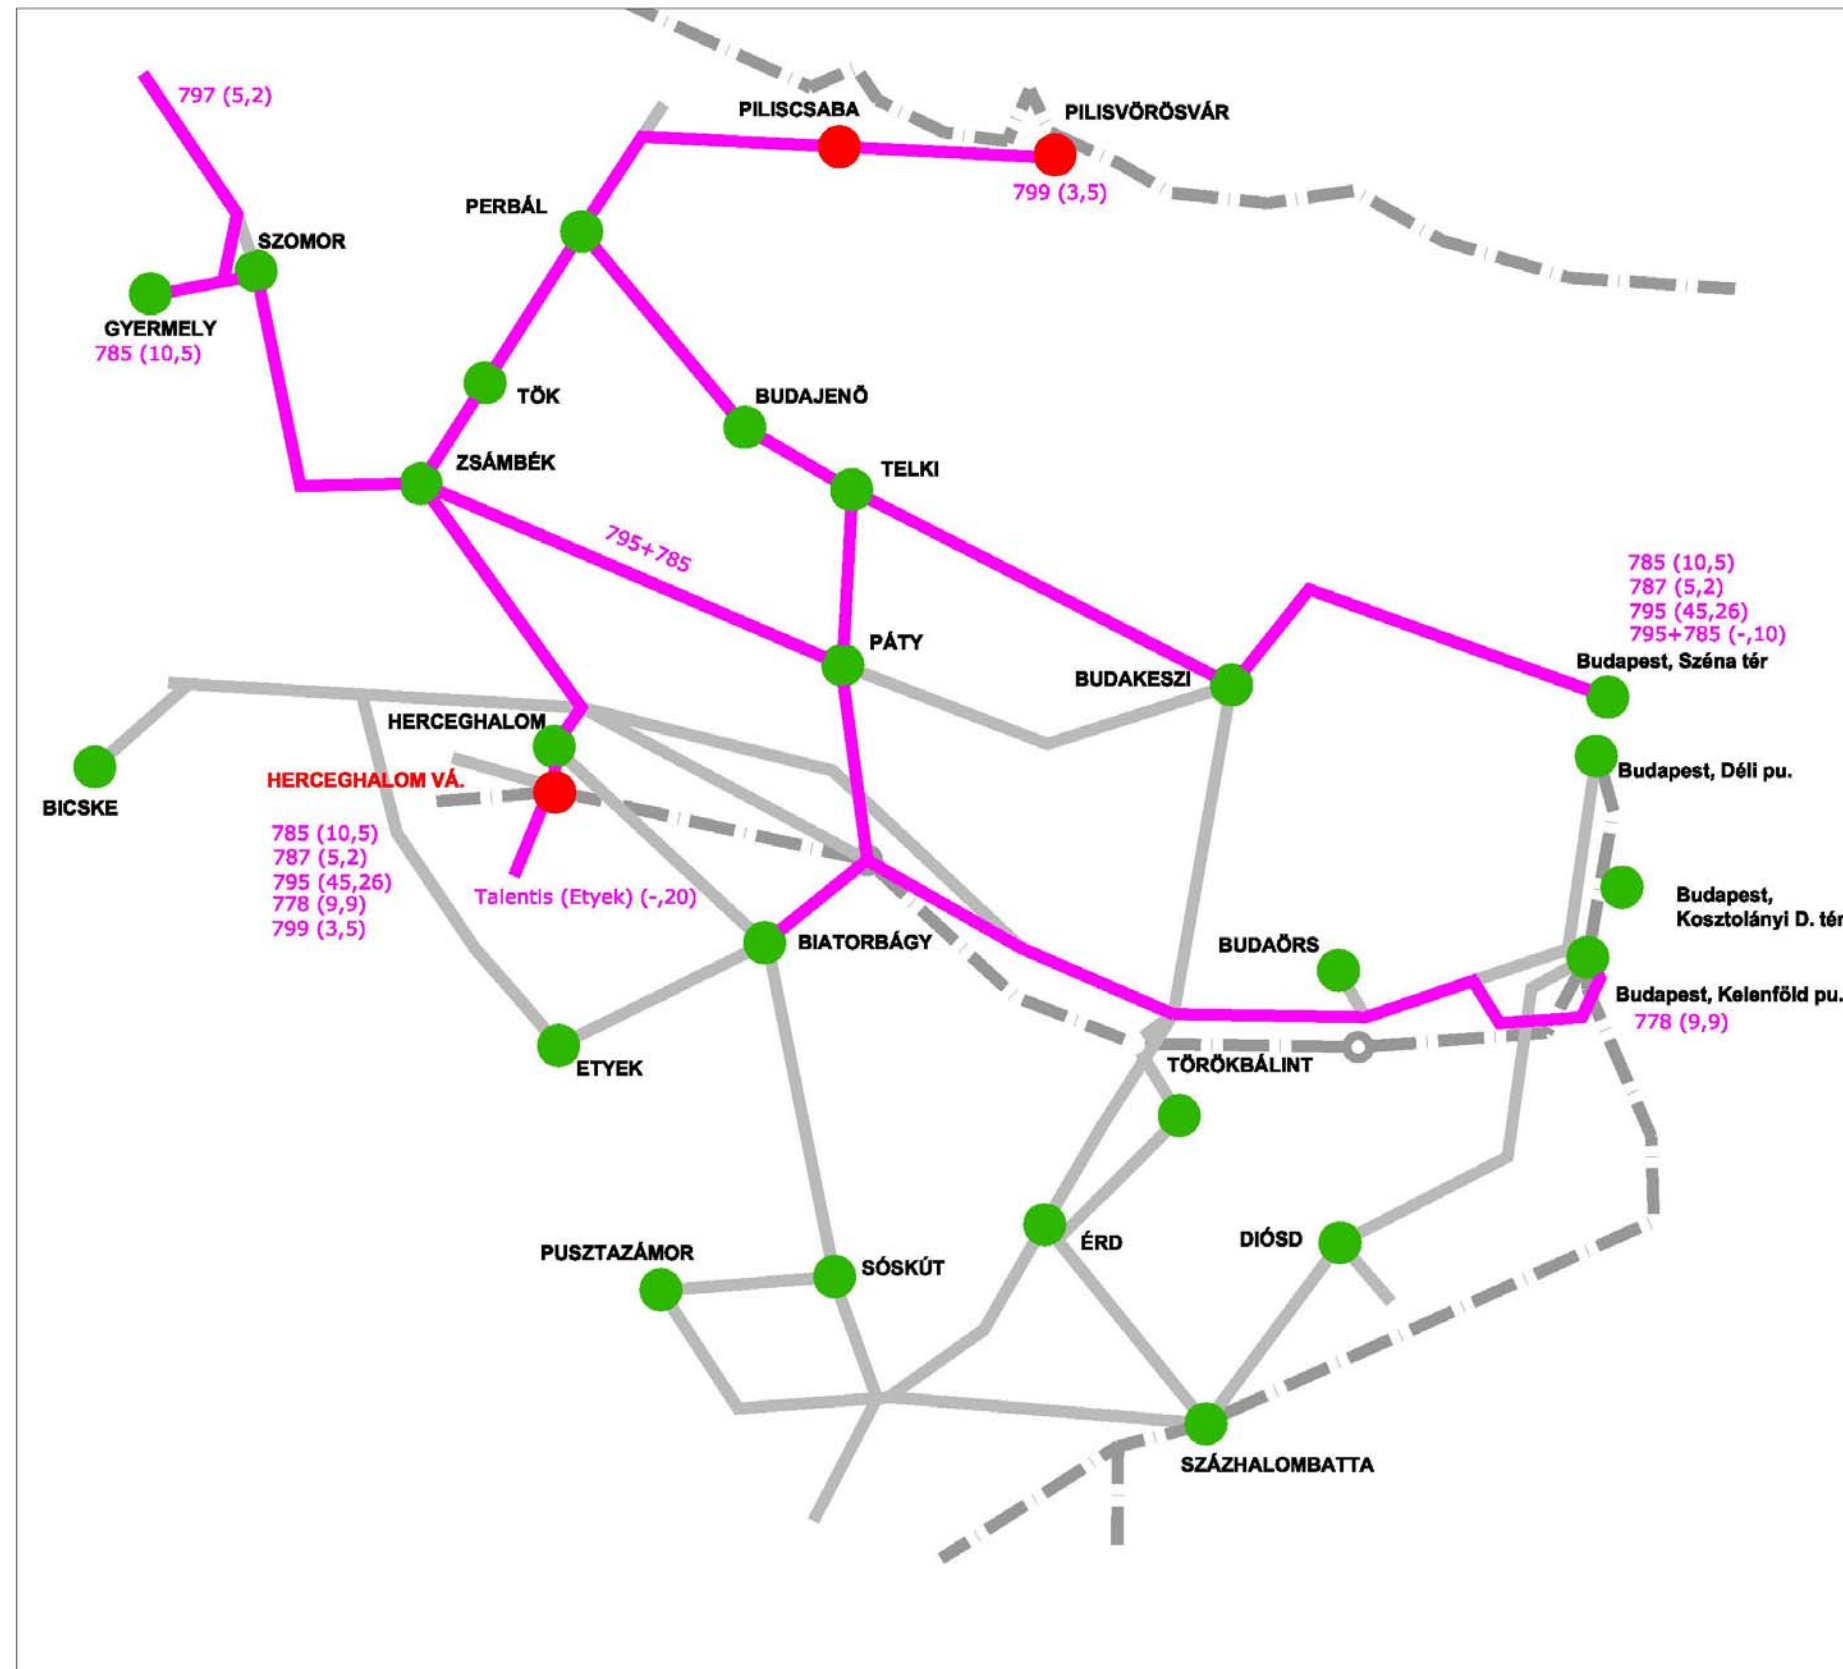 797 (5,2)
PILISCSABA
PILISVÖRÖSVÁR
799 (3,5)
PERBÁL
SZOMOR
GYERMELY
785 (10,5)
TÖK
BUDAJENÕ
ZSÁMBÉK
TELKI
795+785
785 (10,5)
787 (5,2)
795 (45,26)
795+785 (-,10)
Budapest, Széna tér
PÁTY
BUDAKESZI
HERCEGHALOM
HERCEGHALOM VÁ.
BICSKE
Budapest, Déli pu.
785 (10,5)
787 (5,2)
795 (45,26)
778 (9,9)
799 (3,5)
Talentis (Etyek) (-,20)
BIATORBÁGY
BUDAÖRS
Budapest,
Kosztolányi D. tér
Budapest, Kelenföld pu.
778 (9,9)
ETYEK
TÖRÖKBÁLINT
PUSZTAZÁMOR
SÓSKÚT
ÉRD
DIÓSD
SZÁZHALOMBATTA